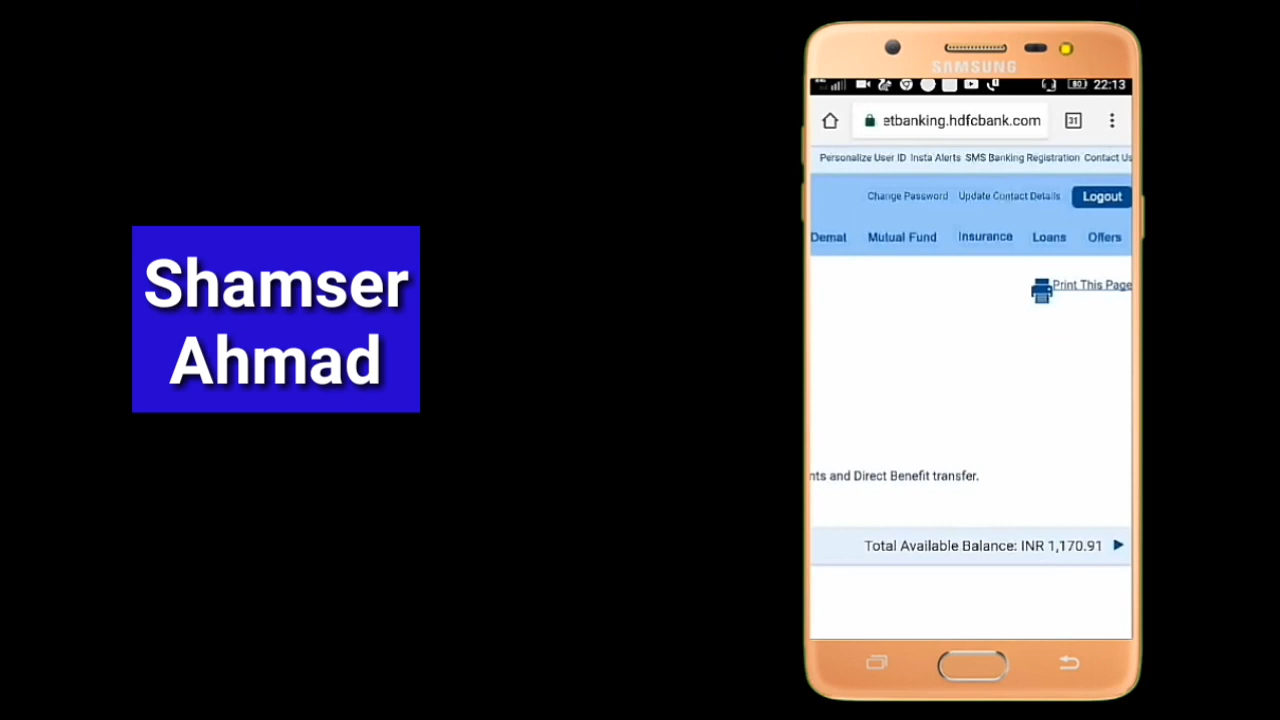 Shamser
Ahmad
SAMSUNG
80 22:13
etbanking.hdfcbank.com
31
Personalize User ID Insta Alerts SMS Banking Registration Contact Us
Change Password Update Contact Details Logout
Demat Mutual Fund Insurance Loans Offers
Print This Page
nts and Direct Benefit transfer.
Total Available Balance: INR 1,170.91